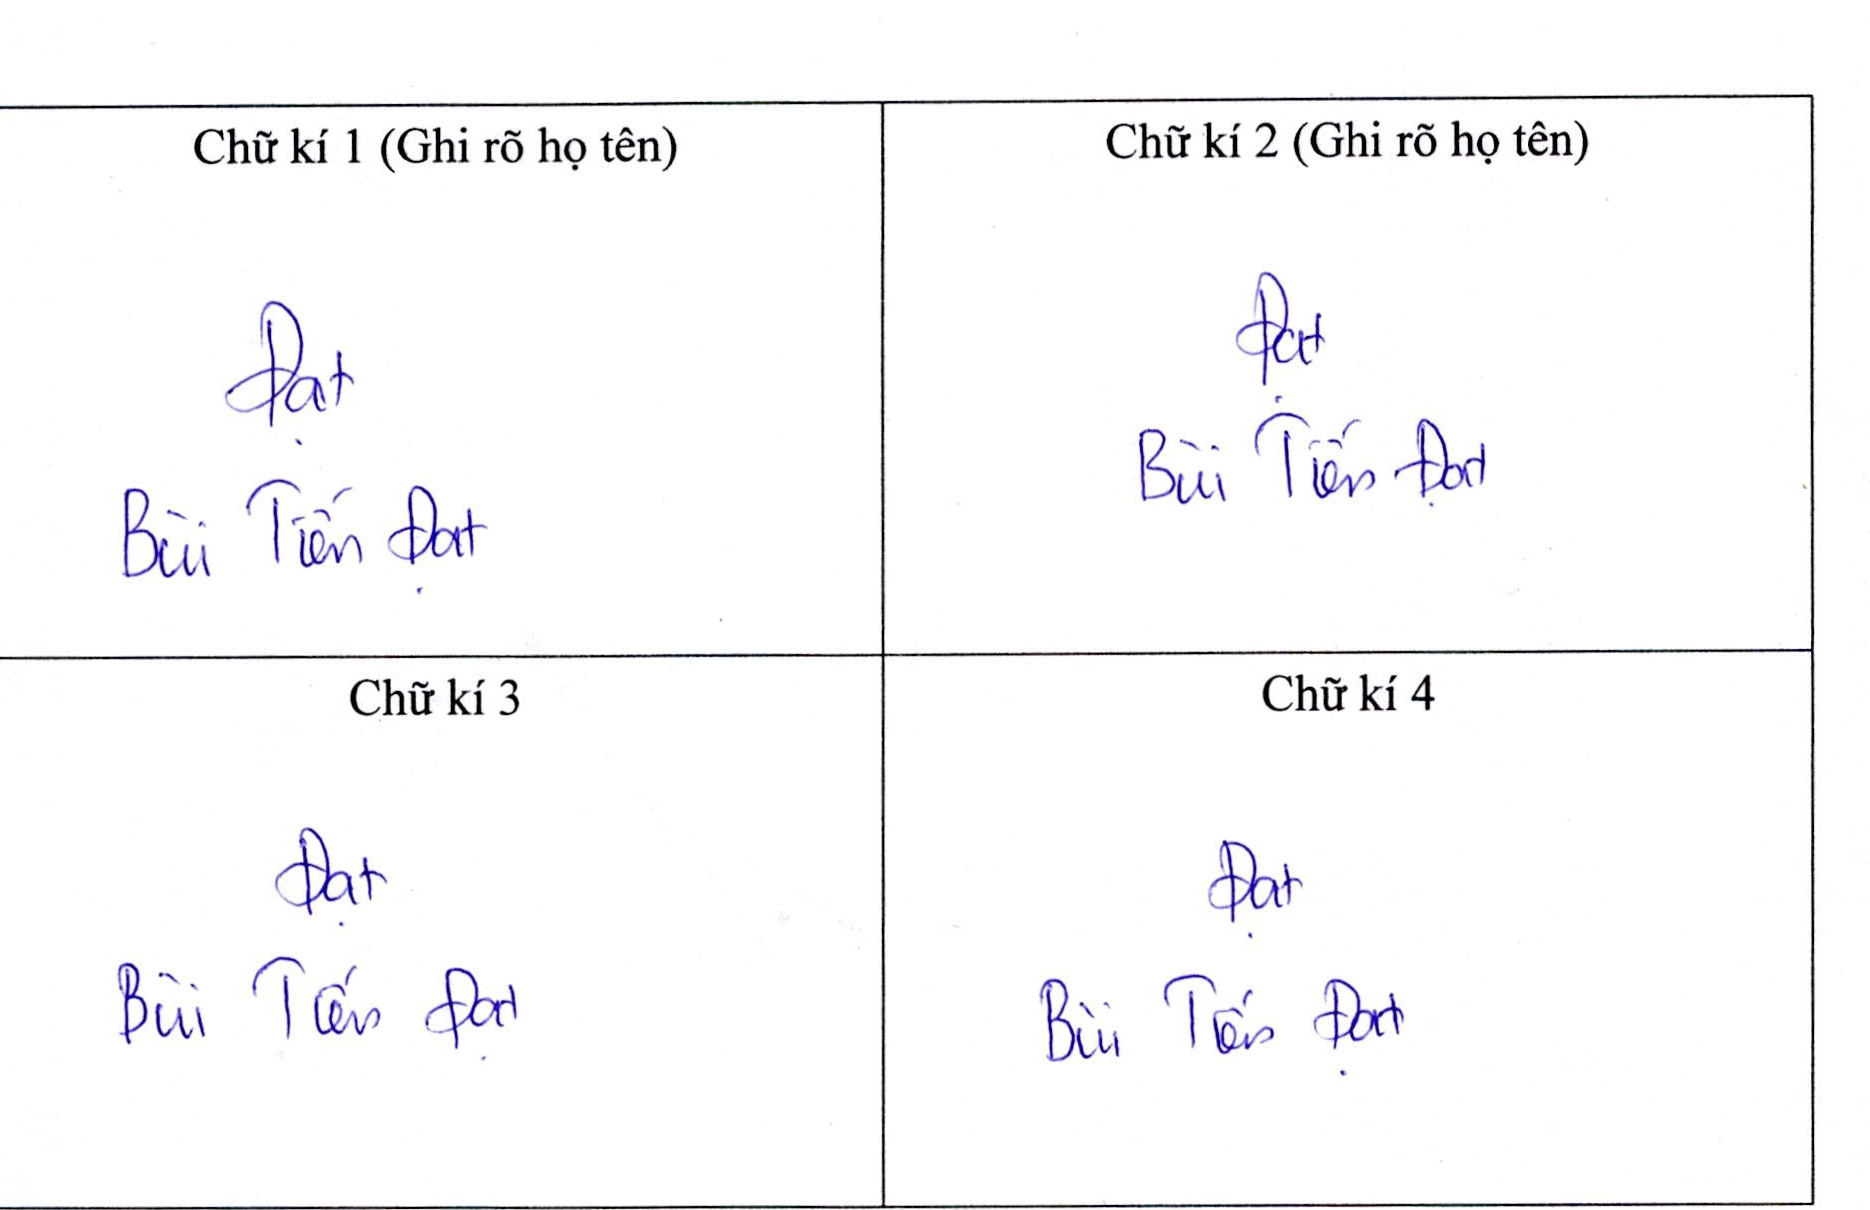 Chữ kí 1 (Ghi rõ họ tên)
Đạt
Bùi Tiến Đạt
Chữ kí 2 (Ghi rõ họ tên)
Đạt
Bùi Tiến Đạt
Chữ kí 3
Đạt
Bùi Tiến Đạt
Chữ kí 4
Đạt
Bùi Tiến Đạt